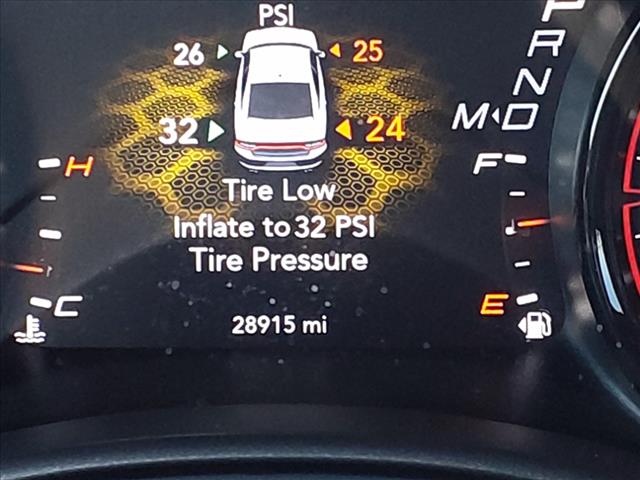 PSI
26 25
32 24
Tire Low
Inflate to 32 PSI
Tire Pressure
28915 mi
H
C
P
R
N
M D
F
E